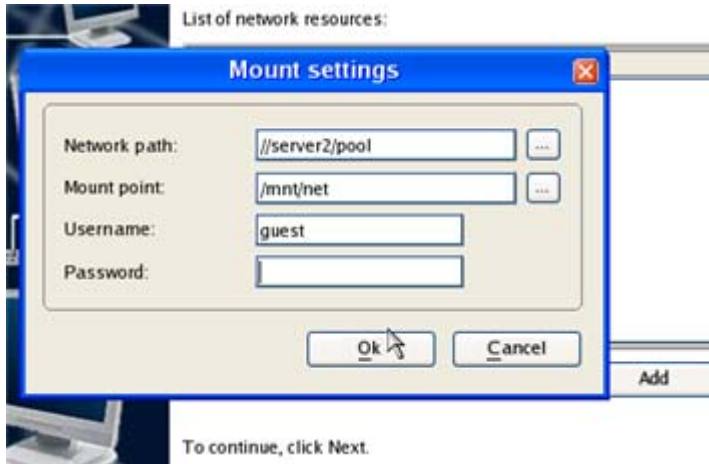 List of network resources:
Mount settings
Network path: //server2/pool ...
Mount point: /mnt/net ...
Username: guest
Password:
Ok Cancel
Add
To continue, click Next.